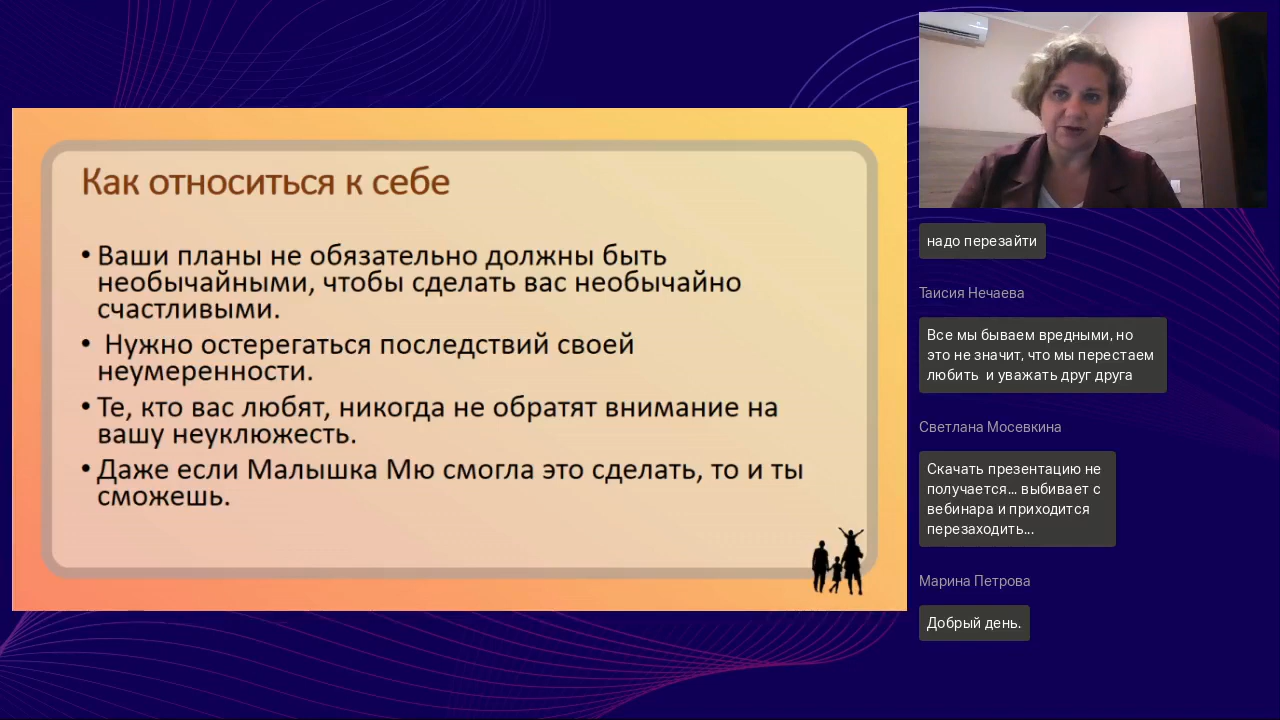 Как относиться к себе
• Ваши планы не обязательно должны быть
необычайными, чтобы сделать вас необычайно
счастливыми.
• Нужно остерегаться последствий своей
неумеренности.
• Те, кто вас любят, никогда не обратят внимание на
вашу неуклюжесть.
• Даже если Малышка Мю смогла это сделать, то и ты
сможешь.
надо перезайти
Таисия Нечаева
Все мы бываем вредными, но
это не значит, что мы перестаем
любить  и уважать друг друга
Светлана Мосевкина
Скачать презентацию не
получается... выбивает с
вебинара и приходится
перезаходить...
Марина Петрова
Добрый день.